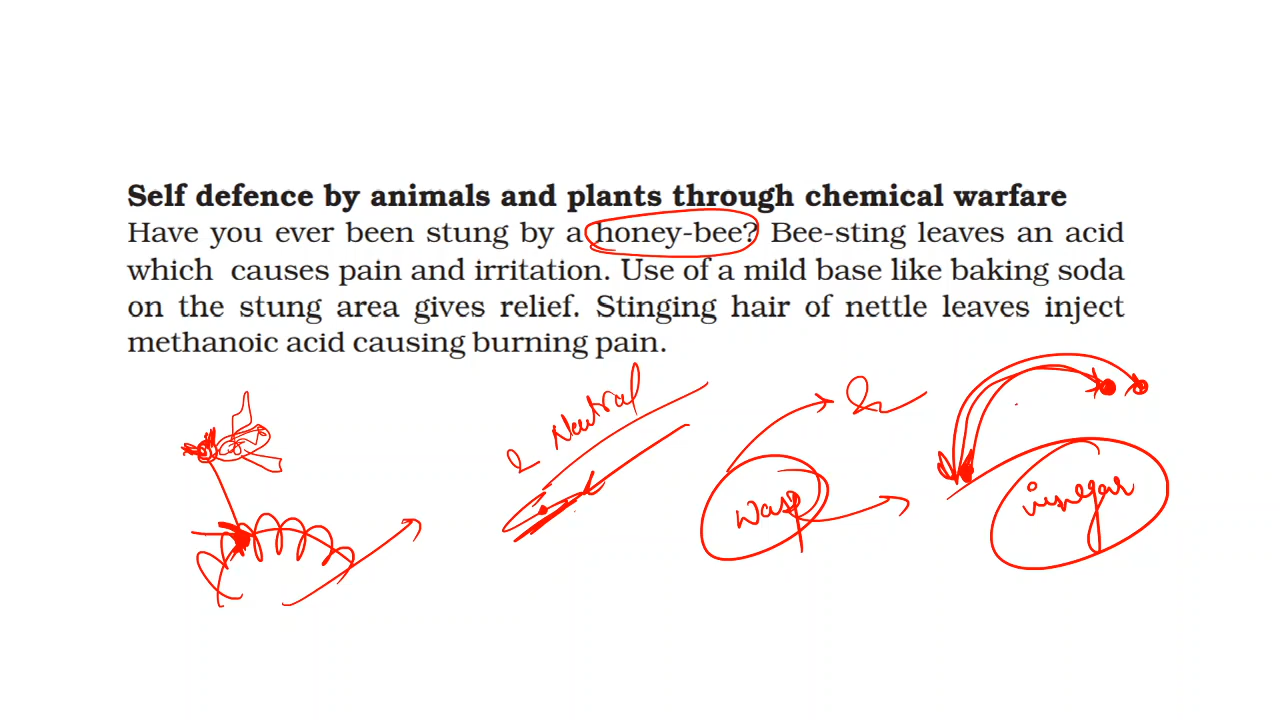 Self defence by animals and plants through chemical warfare
Have you ever been stung by a honey-bee? Bee-sting leaves an acid
which causes pain and irritation. Use of a mild base like baking soda
on the stung area gives relief. Stinging hair of nettle leaves inject
methanoic acid causing burning pain.
Neutral
wasp
vinegar